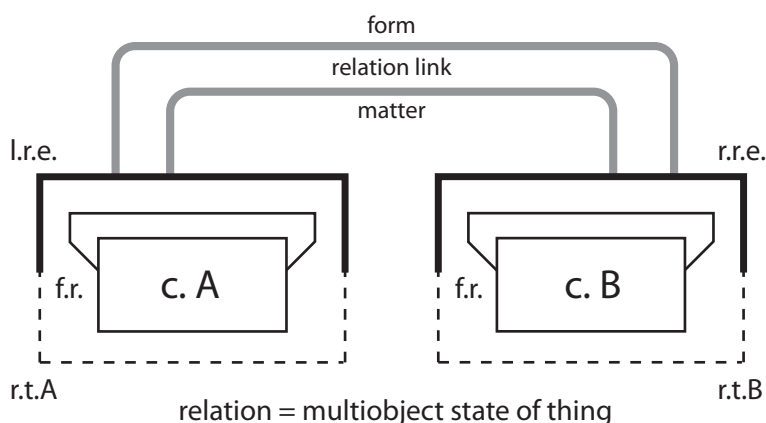 form
relation link
matter
l.r.e. r.r.e.
f.r. c. A f.r. c. B
r.t.A r.t.B
relation = multiobject state of thing